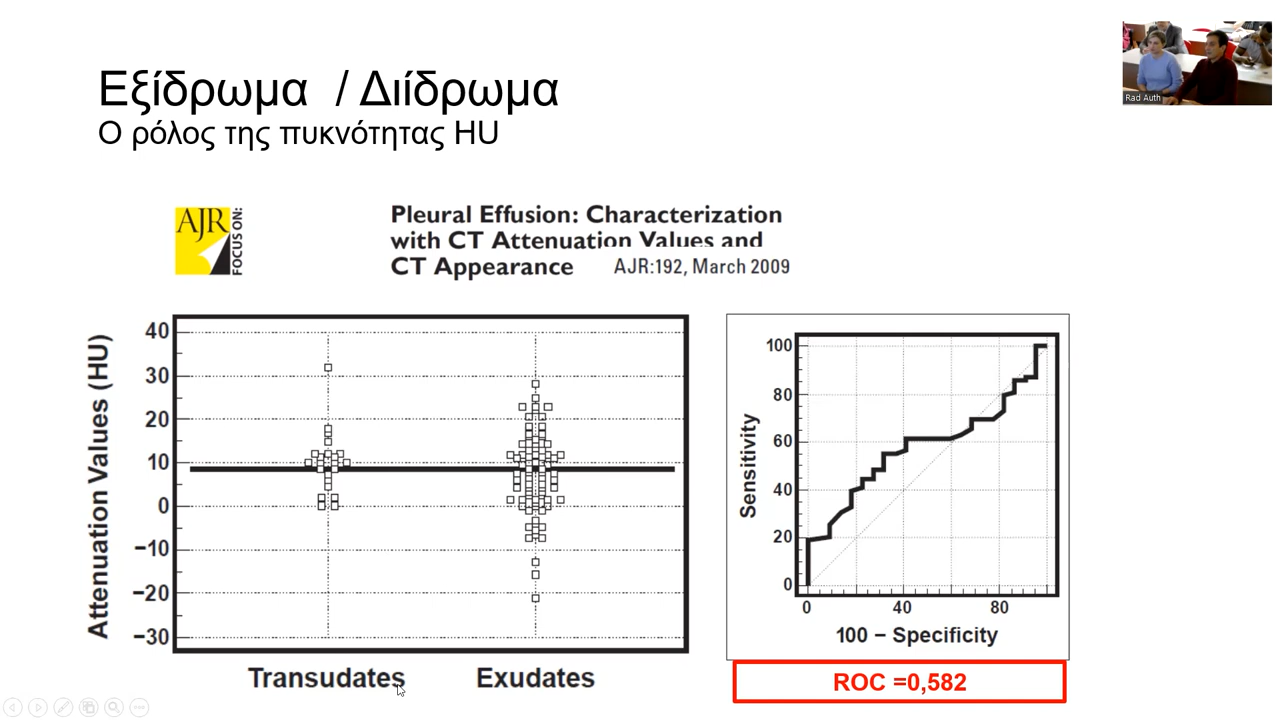 Εξίδρωμα / Διίδρωμα
Ο ρόλος της πυκνότητας HU
Rad Auth
AJR
FOCUS ON:
Pleural Effusion: Characterization
with CT Attenuation Values and
CT Appearance
AJR:192, March 2009
Attenuation Values (HU)
40
30
20
10
0
−10
−20
−30
Transudates
Exudates
Sensitivity
100
80
60
40
20
0
0
40
80
100 − Specificity
ROC =0,582